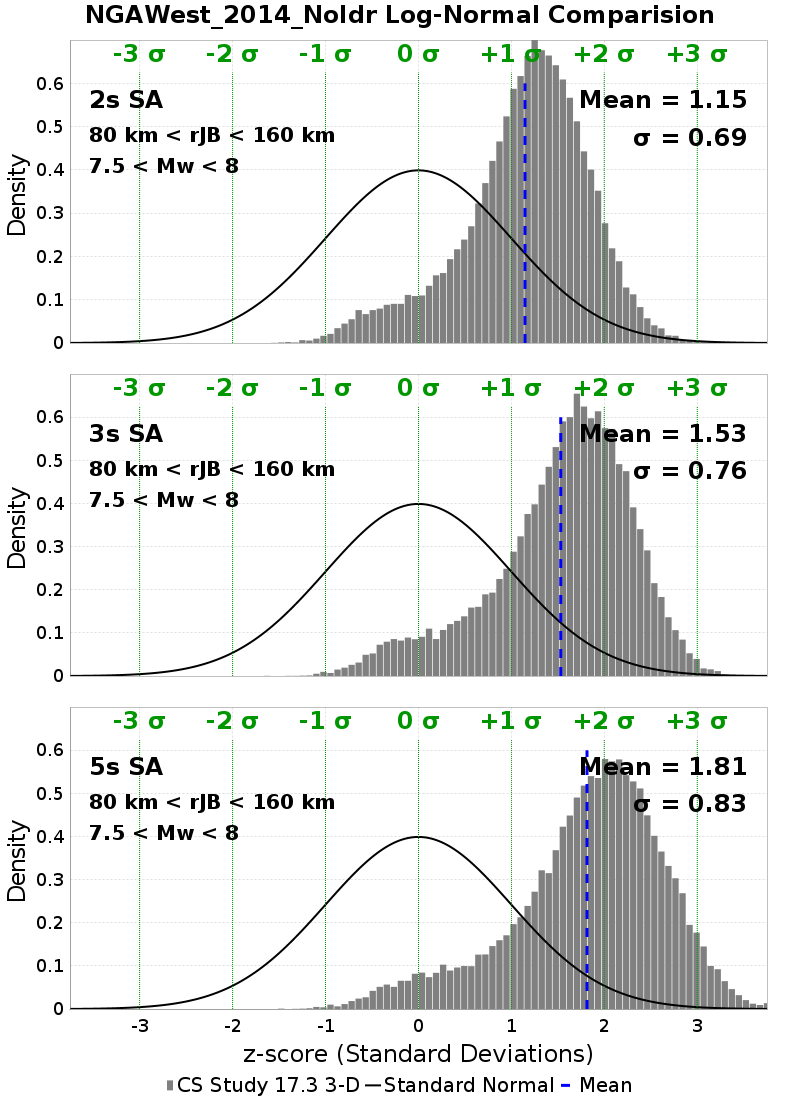 NGAWest_2014_NoIdr Log-Normal Comparision
-3 σ -2 σ -1 σ 0 σ +1 σ +2 σ +3 σ
2s SA
80 km < rJB < 160 km
7.5 < Mw < 8
Mean = 1.15
σ = 0.69
Density
0.6
0.5
0.4
0.3
0.2
0.1
0
-3 σ -2 σ -1 σ 0 σ +1 σ +2 σ +3 σ
3s SA
80 km < rJB < 160 km
7.5 < Mw < 8
Mean = 1.53
σ = 0.76
Density
0.6
0.5
0.4
0.3
0.2
0.1
0
-3 σ -2 σ -1 σ 0 σ +1 σ +2 σ +3 σ
5s SA
80 km < rJB < 160 km
7.5 < Mw < 8
Mean = 1.81
σ = 0.83
Density
0.6
0.5
0.4
0.3
0.2
0.1
0
-3 -2 -1 0 1 2 3
z-score (Standard Deviations)
CS Study 17.3 3-D Standard Normal Mean